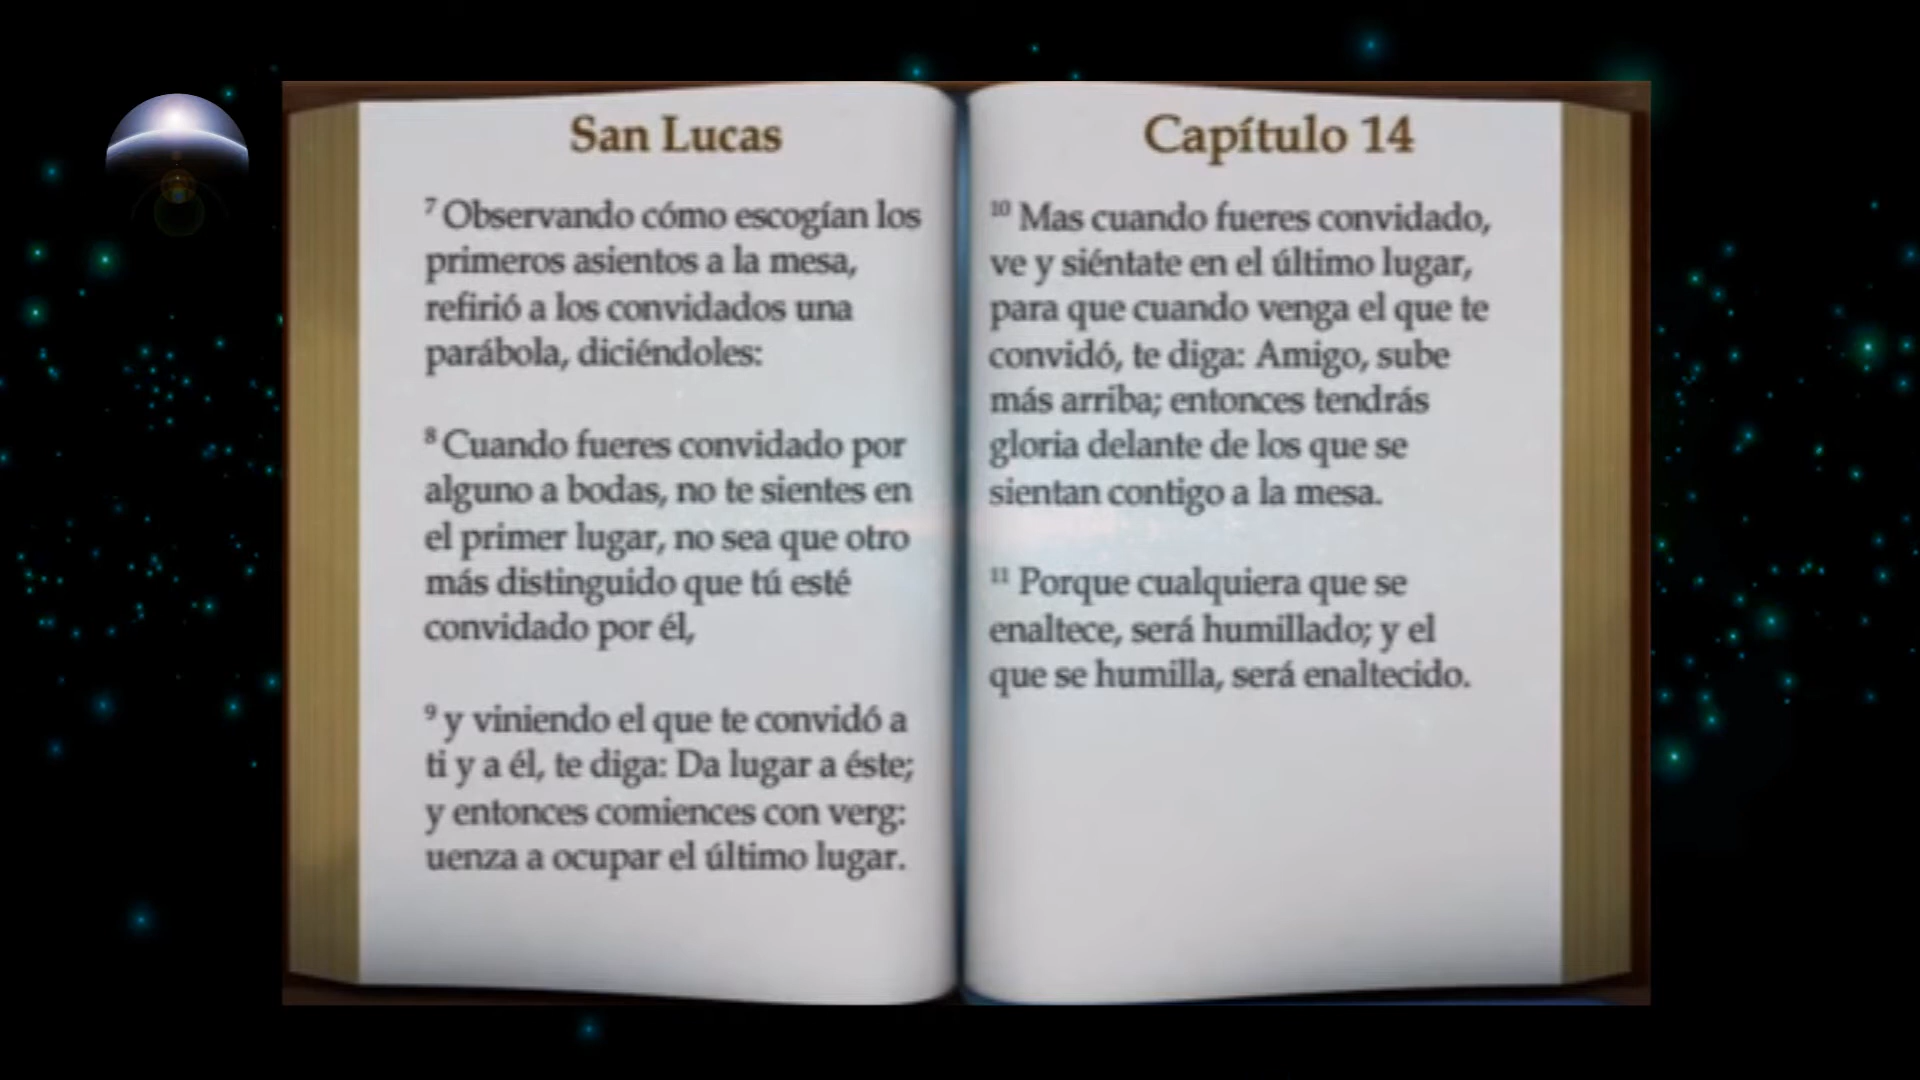 San Lucas
7 Observando cómo escogían los
primeros asientos a la mesa,
refirió a los convidados una
parábola, diciéndoles:
8 Cuando fueres convidado por
alguno a bodas, no te sientes en
el primer lugar, no sea que otro
más distinguido que tú esté
convidado por él,
9 y viniendo el que te convidó a
ti y a él, te diga: Da lugar a éste;
y entonces comiences con verg:
uenza a ocupar el último lugar.
Capítulo 14
10 Mas cuando fueres convidado,
ve y siéntate en el último lugar,
para que cuando venga el que te
convidó, te diga: Amigo, sube
más arriba; entonces tendrás
gloria delante de los que se
sientan contigo a la mesa.
11 Porque cualquiera que se
enaltece, será humillado; y el
que se humilla, será enaltecido.